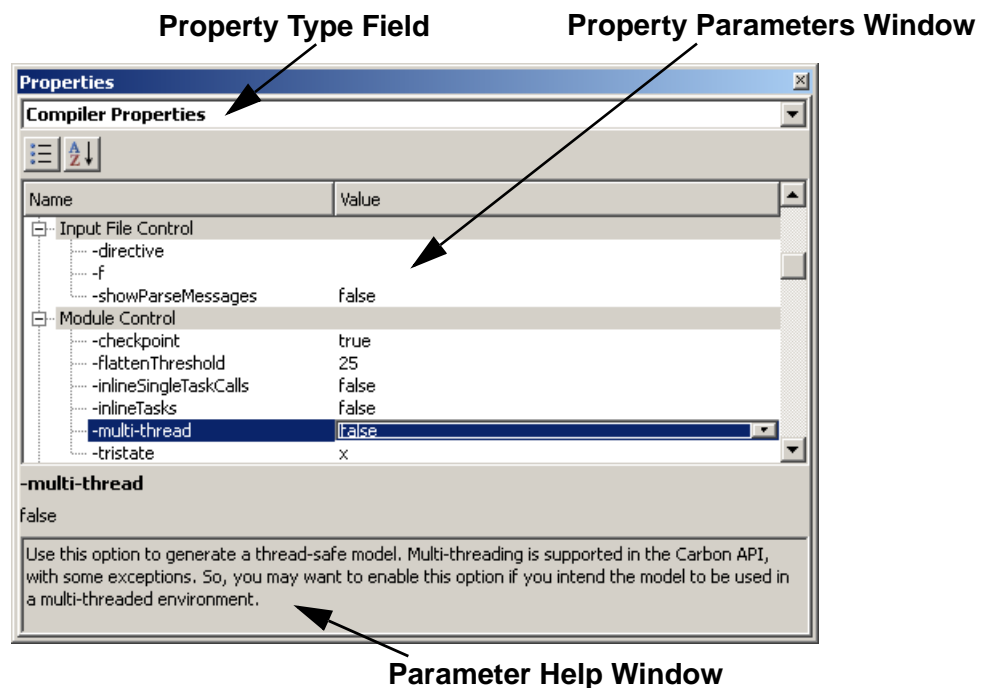 Property Type Field
Property Parameters Window
Properties
Compiler Properties
A
Z
Name Value
Input File Control
-directive
-f
-showParseMessages false
Module Control
-checkpoint true
-flattenThreshold 25
-inlineSingleTaskCalls false
-inlineTasks false
-multi-thread false
-tristate x
-multi-thread
false
Use this option to generate a thread-safe model. Multi-threading is supported in the Carbon API,
with some exceptions. So, you may want to enable this option if you intend the model to be used in
a multi-threaded environment.
Parameter Help Window